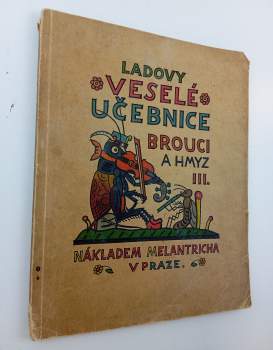 LADOVY
VESELÉ
UČEBNICE
BROUCI
A HMYZ
III.
NÁKLADEM MELANTRICHA
V PRAZE.